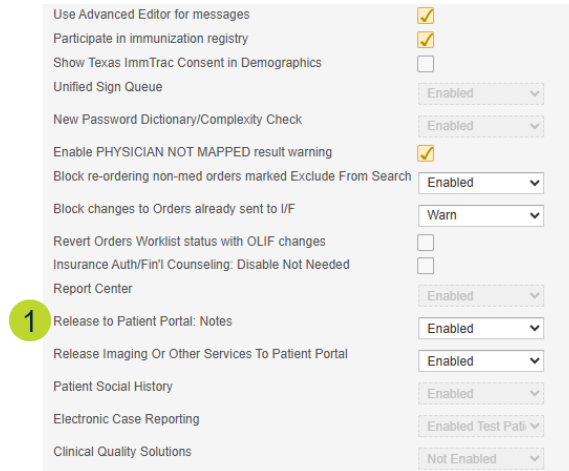 Use Advanced Editor for messages
Participate in immunization registry
Show Texas ImmTrac Consent in Demographics
Unified Sign Queue Enabled
New Password Dictionary/Complexity Check Enabled
Enable PHYSICIAN NOT MAPPED result warning
Block re-ordering non-med orders marked Exclude From Search Enabled
Block changes to Orders already sent to I/F Warn
Revert Orders Worklist status with OLIF changes
Insurance Auth/Fin'l Counseling: Disable Not Needed
Report Center Enabled
1 Release to Patient Portal: Notes Enabled
Release Imaging Or Other Services To Patient Portal Enabled
Patient Social History Enabled
Electronic Case Reporting Enabled Test Pati
Clinical Quality Solutions Not Enabled